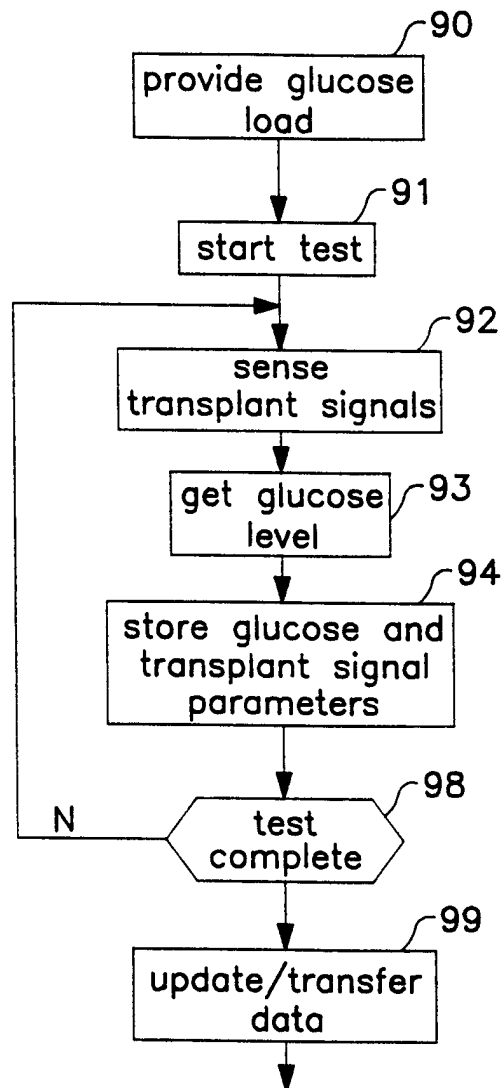 90
provide glucose
load
91
start test
92
sense
transplant signals
93
get glucose
level
94
store glucose and
transplant signal
parameters
98
N
test
complete
99
update/transfer
data